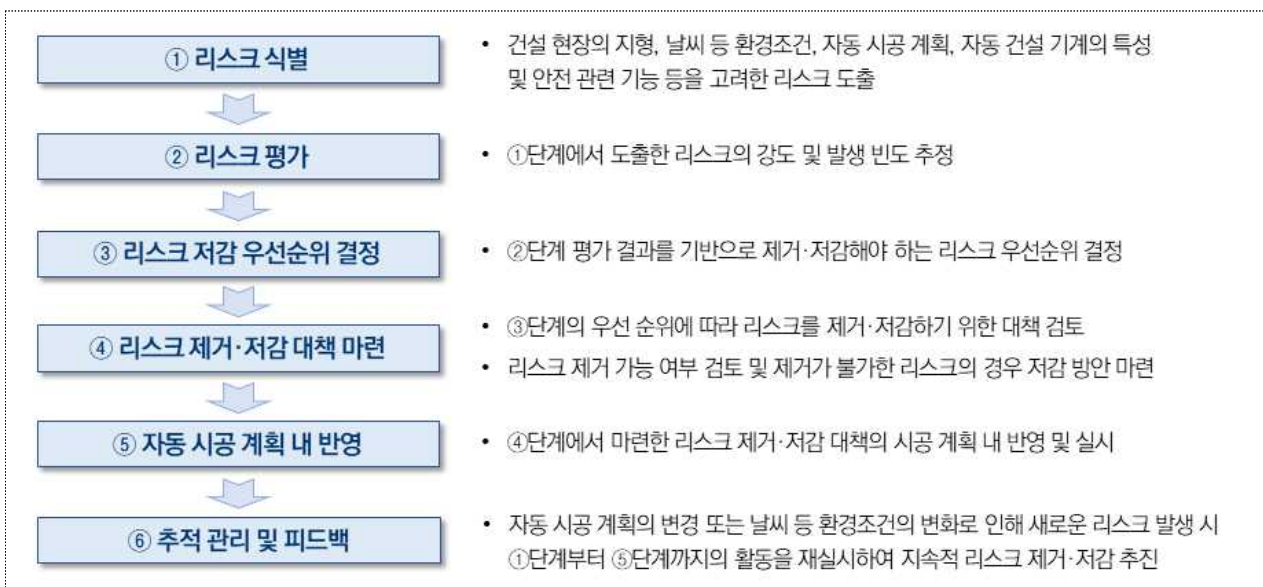 ① 리스크 식별
• 건설 현장의 지형, 날씨 등 환경조건, 자동 시공 계획, 자동 건설 기계의 특성
및 안전 관련 기능 등을 고려한 리스크 도출
② 리스크 평가
• ①단계에서 도출한 리스크의 강도 및 발생 빈도 추정
③ 리스크 저감 우선순위 결정
• ②단계 평가 결과를 기반으로 제거·저감해야 하는 리스크 우선순위 결정
④ 리스크 제거·저감 대책 마련
• ③단계의 우선 순위에 따라 리스크를 제거·저감하기 위한 대책 검토
• 리스크 제거 가능 여부 검토 및 제거가 불가한 리스크의 경우 저감 방안 마련
⑤ 자동 시공 계획 내 반영
• ④단계에서 마련한 리스크 제거·저감 대책의 시공 계획 내 반영 및 실시
⑥ 추적 관리 및 피드백
• 자동 시공 계획의 변경 또는 날씨 등 환경조건의 변화로 인해 새로운 리스크 발생 시
①단계부터 ⑤단계까지의 활동을 재실시하여 지속적 리스크 제거·저감 추진